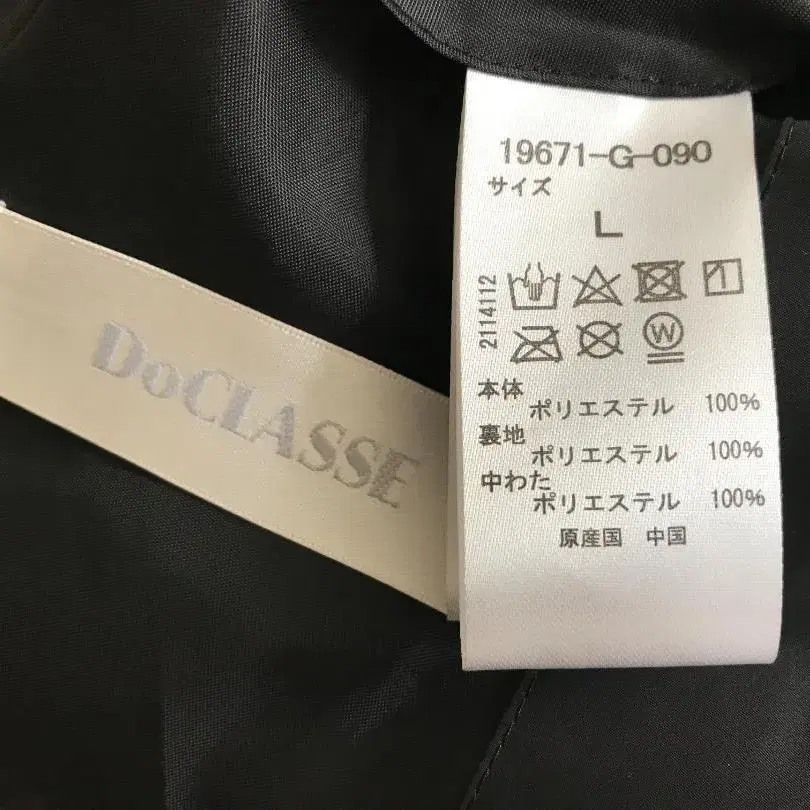 DoCLASSE
19671-G-090
サイズ
L
2114112
W
本体
ポリエステル 100%
裏地
ポリエステル 100%
中わた
ポリエステル 100%
原産国 中国